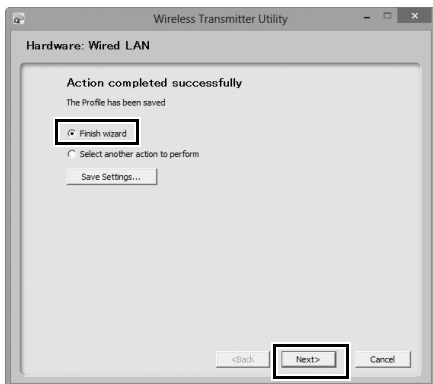 Wireless Transmitter Utility
Hardware: Wired LAN
Action completed successfully
The Profile has been saved
Finish wizard
Select another action to perform
Save Settings...
<Back Next> Cancel